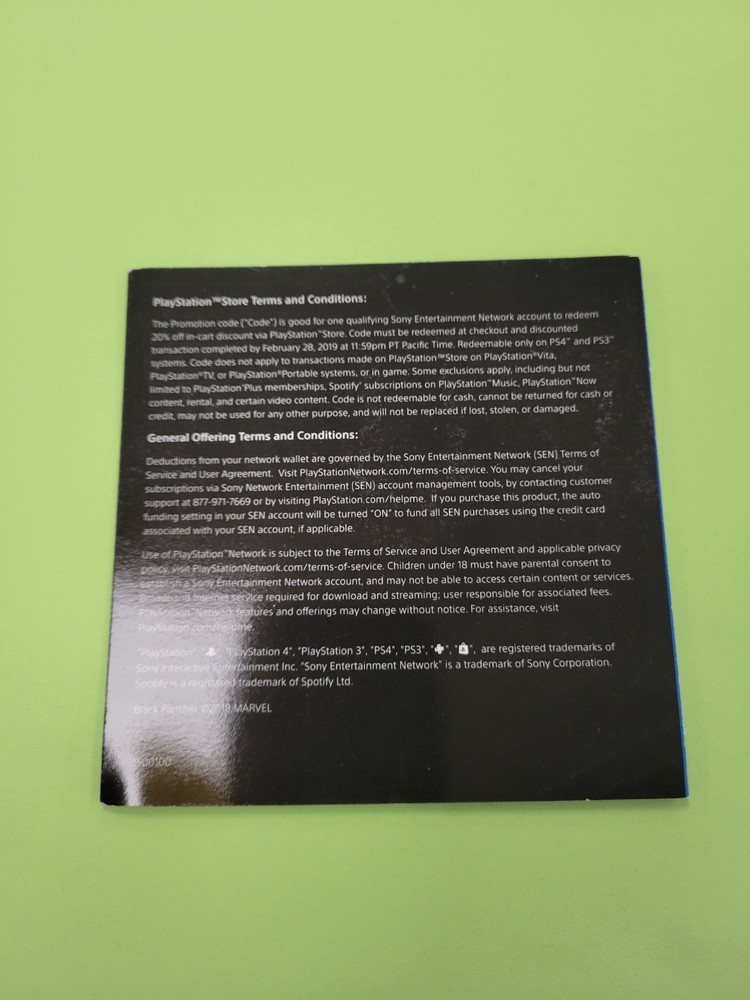 PlayStation™Store Terms and Conditions:
The Promotion code ("Code") is good for one qualifying Sony Entertainment Network account to redeem
20% off in-cart discount via PlayStation™Store. Code must be redeemed at checkout and discounted
transaction completed by February 28, 2019 at 11:59pm PT Pacific Time. Redeemable only on PS4™ and PS3™
systems. Code does not apply to transactions made on PlayStation™Store on PlayStation®Vita,
PlayStation®TV, or PlayStation®Portable systems, or in game. Some exclusions apply, including but not
limited to PlayStation®Plus memberships, Spotify® subscriptions on PlayStation™Music, PlayStation™Now
content, rental, and certain video content. Code is not redeemable for cash, cannot be returned for cash or
credit, may not be used for any other purpose, and will not be replaced if lost, stolen, or damaged.
General Offering Terms and Conditions:
Deductions from your network wallet are governed by the Sony Entertainment Network (SEN) Terms of
Service and User Agreement. Visit PlayStationNetwork.com/terms-of-service. You may cancel your
subscriptions via Sony Network Entertainment (SEN) account management tools, by contacting customer
support at 877-971-7669 or by visiting PlayStation.com/helpme. If you purchase this product, the auto
funding setting in your SEN account will be turned "ON" to fund all SEN purchases using the credit card
associated with your SEN account, if applicable.
Use of PlayStation™Network is subject to the Terms of Service and User Agreement and applicable privacy
policy, visit PlayStationNetwork.com/terms-of-service. Children under 18 must have parental consent to
establish a Sony Entertainment Network account, and may not be able to access certain content or services.
Broadband Internet service required for download and streaming; user responsible for associated fees.
PlayStation™Network features and offerings may change without notice. For assistance, visit
PlayStation.com/helpme.
"PlayStation", " ", "PlayStation 4", "PlayStation 3", "PS4", "PS3", " ", " ", are registered trademarks of
Sony Interactive Entertainment Inc. "Sony Entertainment Network" is a trademark of Sony Corporation.
Spotify is a registered trademark of Spotify Ltd.
Black Panther ©2018 MARVEL